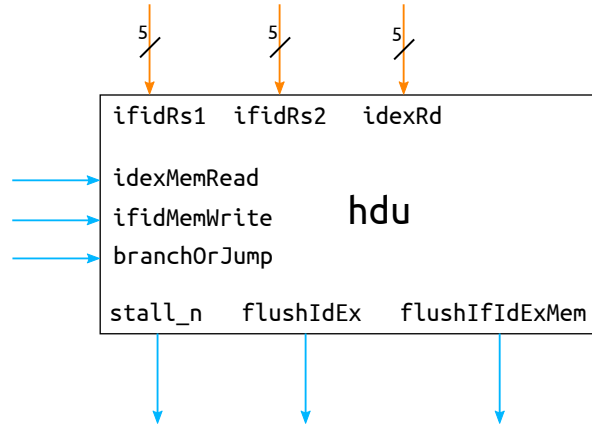 5 5 5
ifidRs1 ifidRs2 idexRd
idexMemRead
ifidMemWrite
hdu
branchOrJump
stall_n flushIdEx flushIfIdExMem